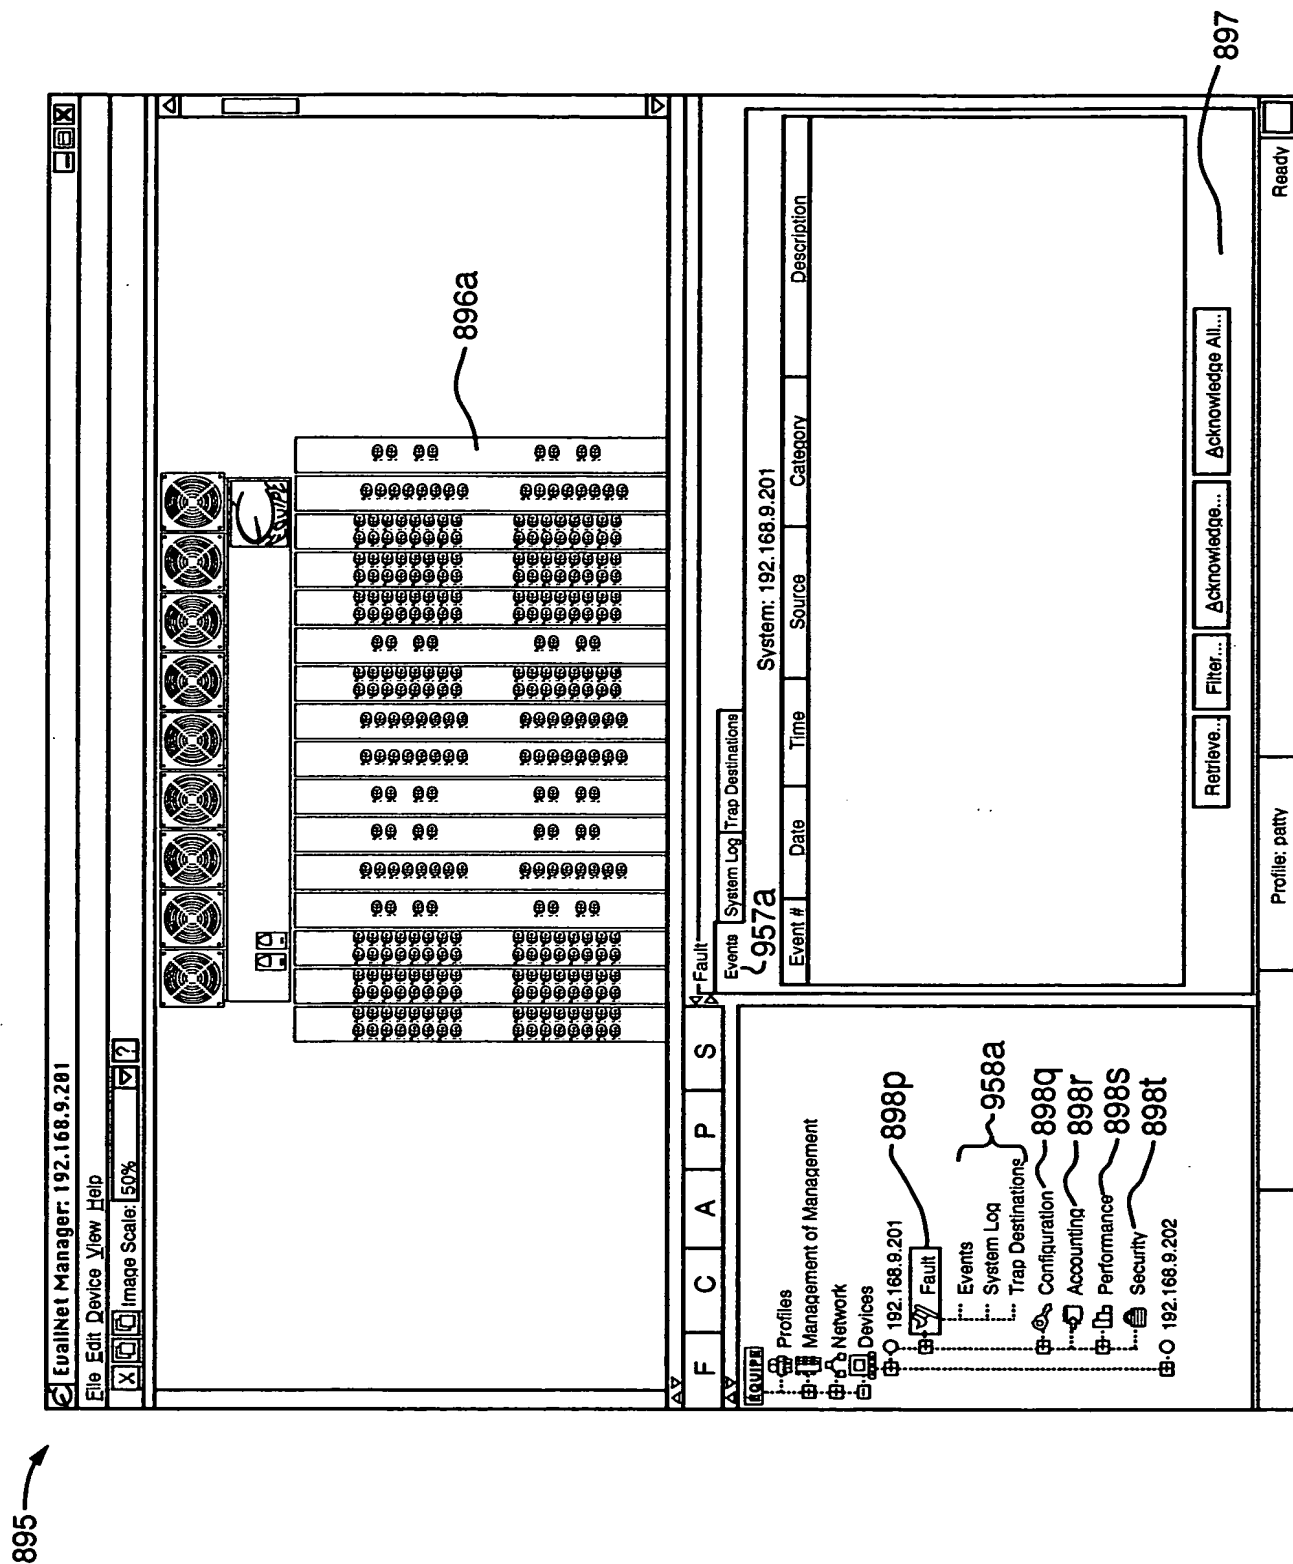 895
EualiNet Manager: 192.168.9.201
File Edit Device View Help
X Image Scale: 50% ?
896a
F C A P S
EQUIPE
Profiles
Management of Management
Network
Devices
192.168.9.201
Fault
898p
Events
System Log
Trap Destinations
958a
Configuration
898q
Accounting
898r
Performance
898s
Security
898t
192.168.9.202
Fault
Events System Log Trap Destinations
957a
System: 192.168.9.201
Event # Date Time Source Category Description
Retrieve... Filter... Acknowledge... Acknowledge All...
897
Profile: patty
Ready